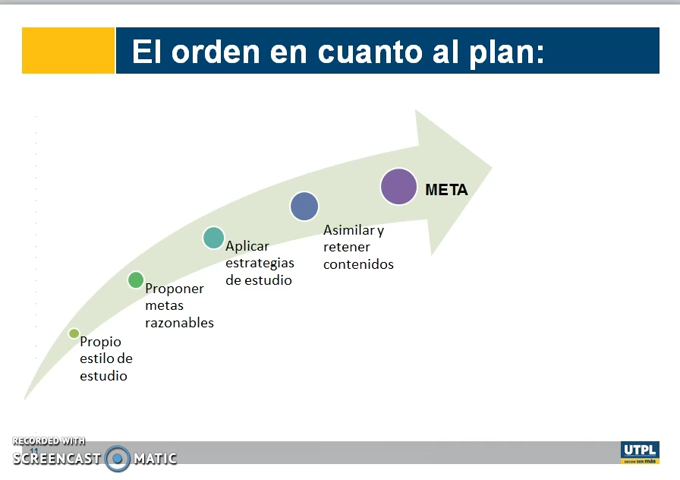 El orden en cuanto al plan:
META
Asimilar y
retener
contenidos
Aplicar
estrategias
de estudio
Proponer
metas
razonables
Propio
estilo de
estudio
RECORDED WITH
SCREENCAST MATIC
11
UTPL